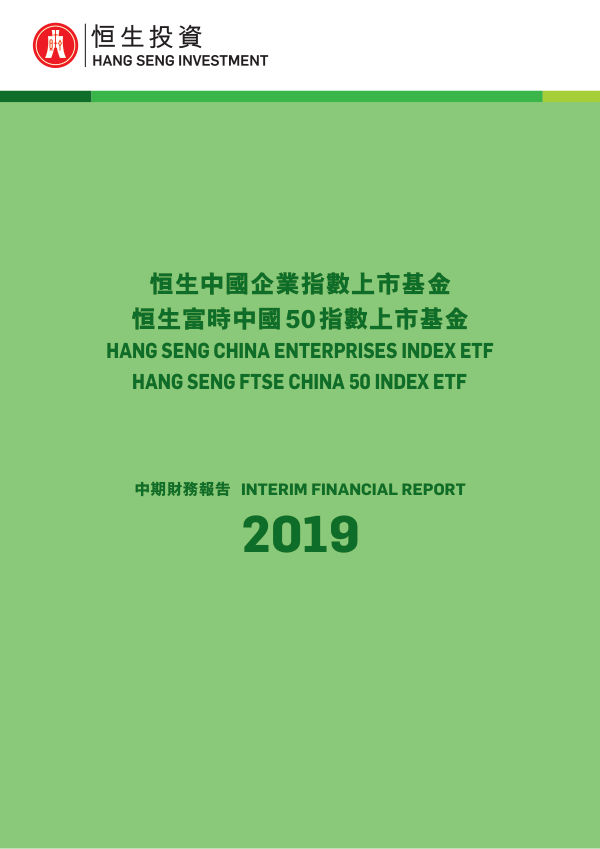 恒生投資
HANG SENG INVESTMENT
恒生中國企業指數上市基金
恒生富時中國50指數上市基金
HANG SENG CHINA ENTERPRISES INDEX ETF
HANG SENG FTSE CHINA 50 INDEX ETF
中期財務報告 INTERIM FINANCIAL REPORT
2019